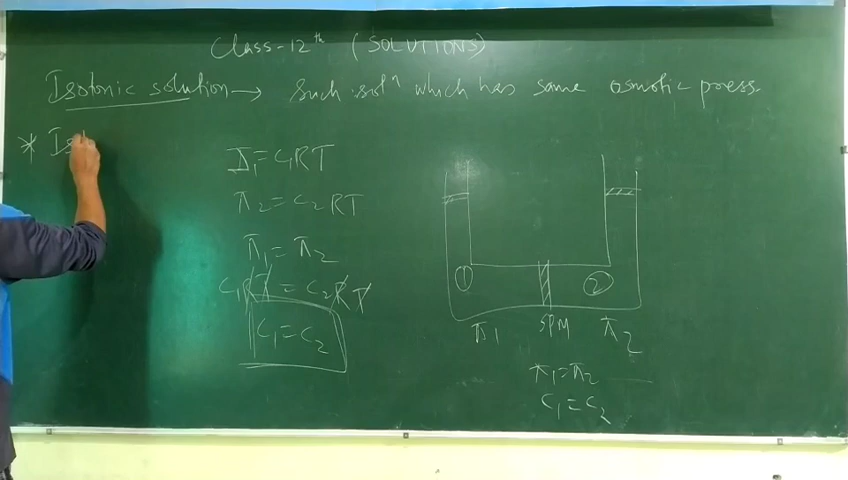 Class-12th (SOLUTIONS)
Isotonic solution → Such solⁿ which has same osmotic press.
* Is
π₁ = C₁RT
π₂ = C₂RT
π₁ = π₂
C₁RT = C₂RT
C₁ = C₂
① ②
π₁ SPM π₂
π₁ = π₂
C₁ = C₂